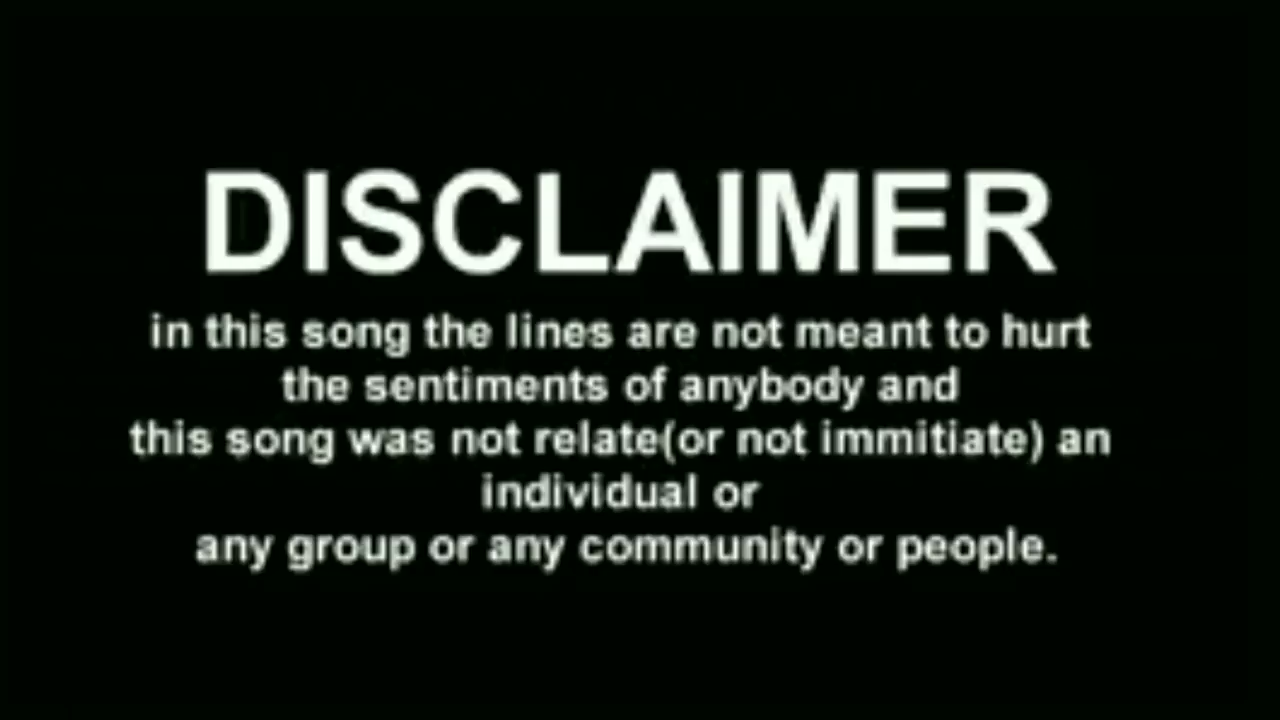 DISCLAIMER
in this song the lines are not meant to hurt
the sentiments of anybody and
this song was not relate(or not immitiate) an
individual or
any group or any community or people.